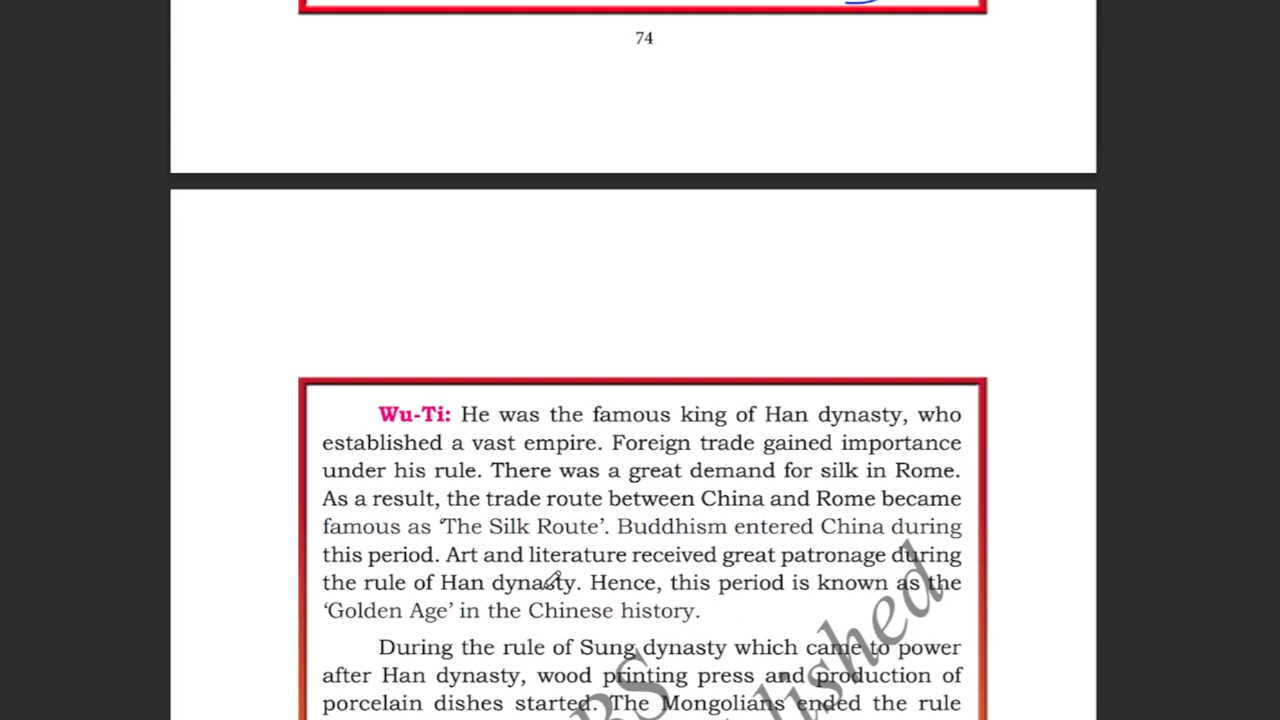 74
Wu-Ti: He was the famous king of Han dynasty, who
established a vast empire. Foreign trade gained importance
under his rule. There was a great demand for silk in Rome.
As a result, the trade route between China and Rome became
famous as ‘The Silk Route’. Buddhism entered China during
this period. Art and literature received great patronage during
the rule of Han dynasty. Hence, this period is known as the
‘Golden Age’ in the Chinese history.
During the rule of Sung dynasty which came to power
after Han dynasty, wood printing press and production of
porcelain dishes started. The Mongolians ended the rule